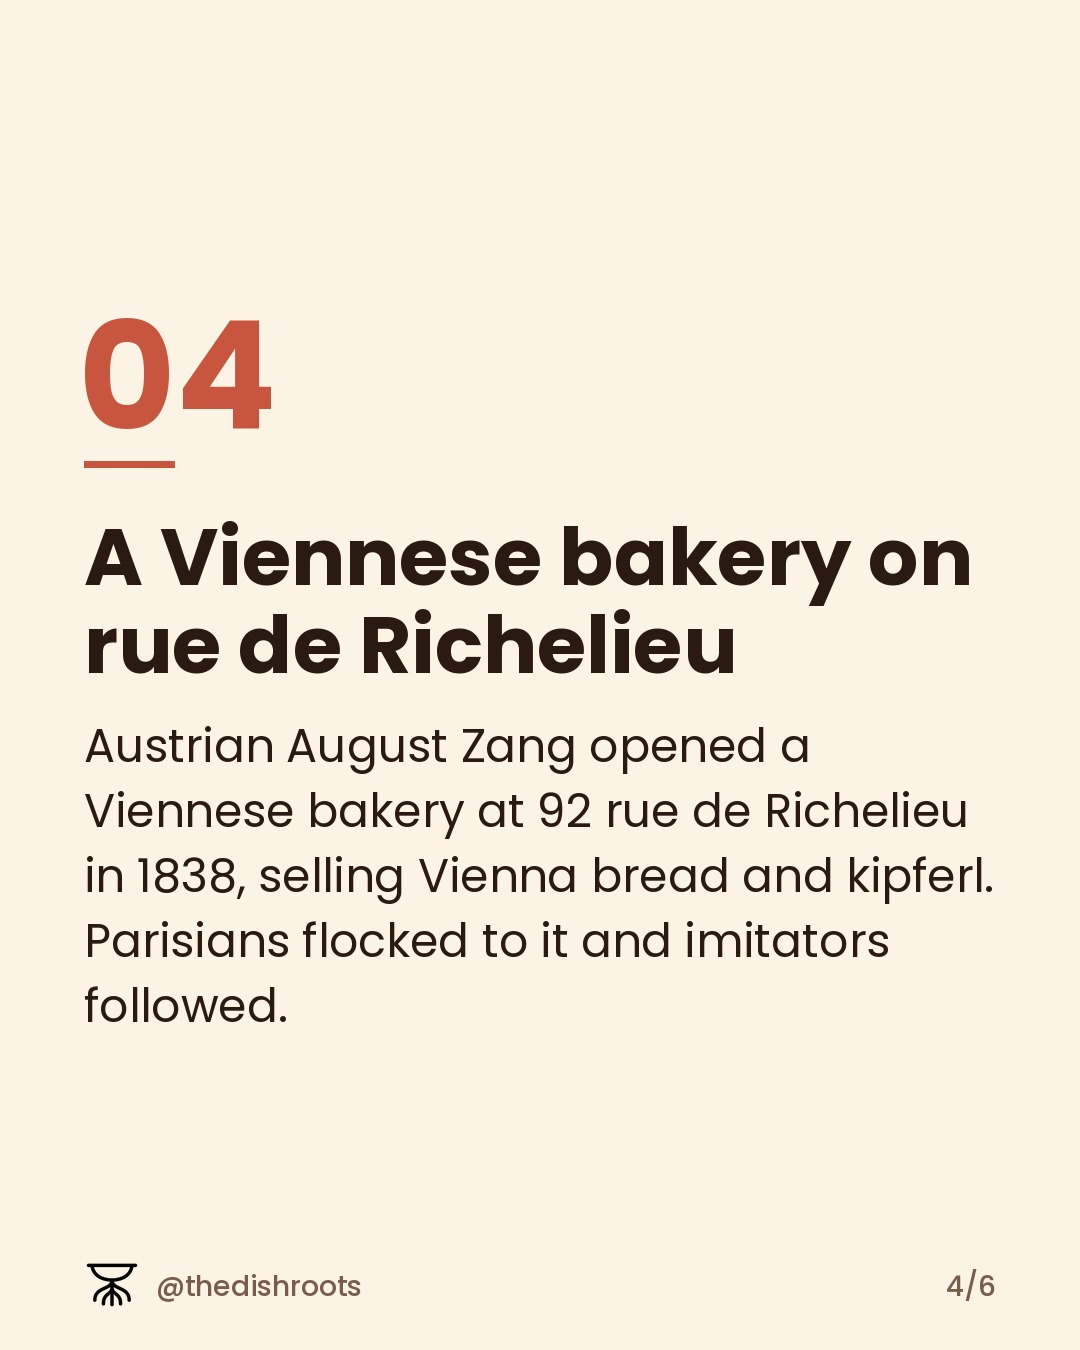 04
A Viennese bakery on
rue de Richelieu
Austrian August Zang opened a
Viennese bakery at 92 rue de Richelieu
in 1838, selling Vienna bread and kipferl.
Parisians flocked to it and imitators
followed.
@thedishroots
4/6